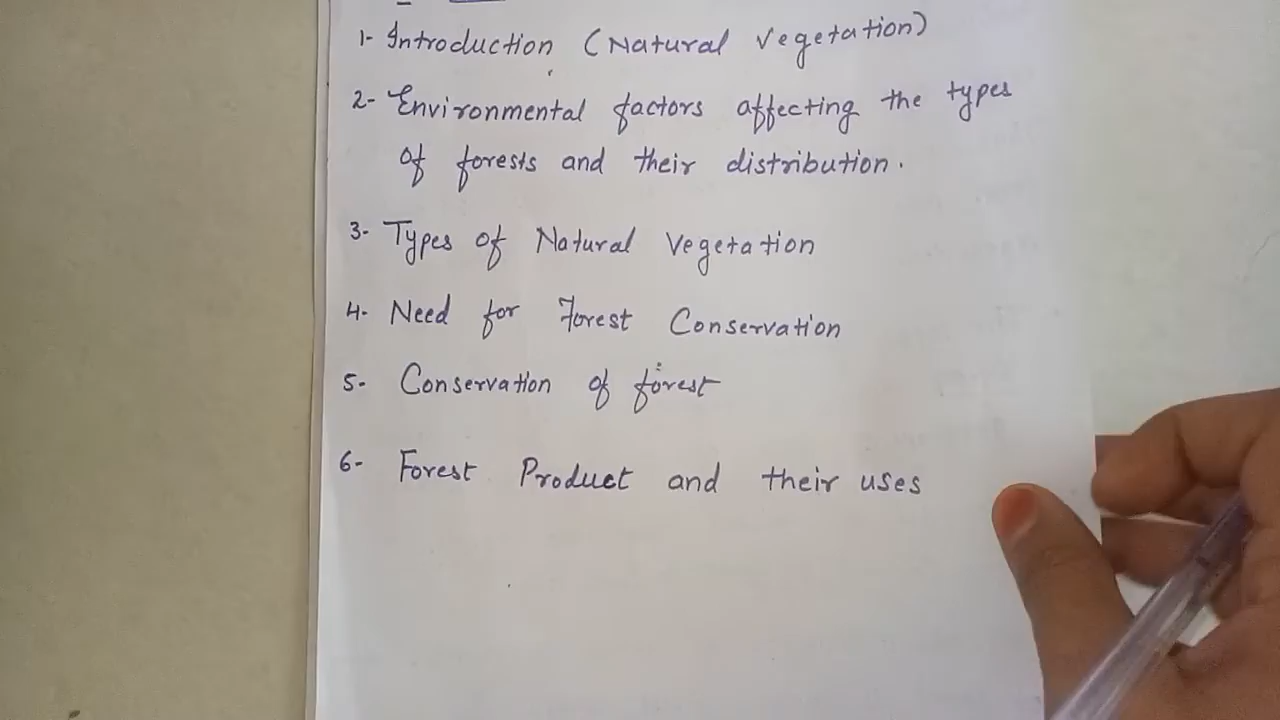 1- Introduction (Natural Vegetation)
2- Environmental factors affecting the types
of forests and their distribution.
3- Types of Natural Vegetation
4- Need for Forest Conservation
5- Conservation of forest
6- Forest Product and their uses